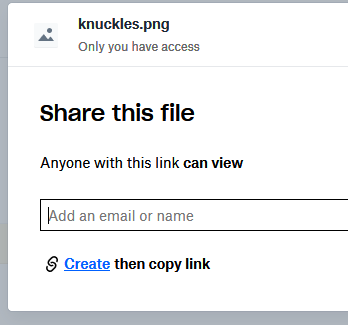 knuckles.png
Only you have access
Share this file
Anyone with this link can view
Add an email or name
Create then copy link